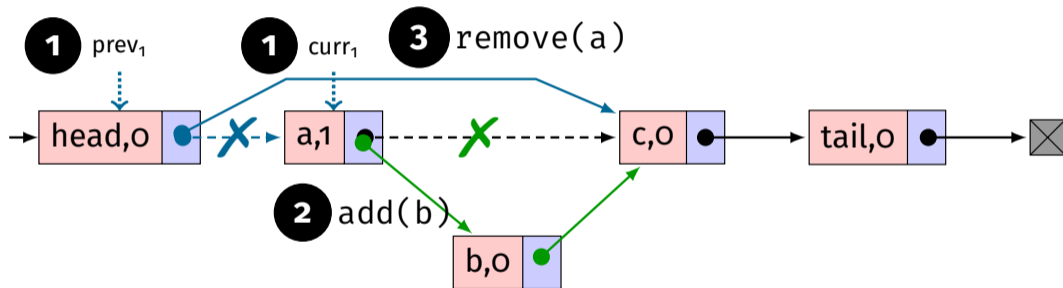 1 prev₁
1 curr₁
3 remove(a)
head,0
a,1
c,0
tail,0
2 add(b)
b,0